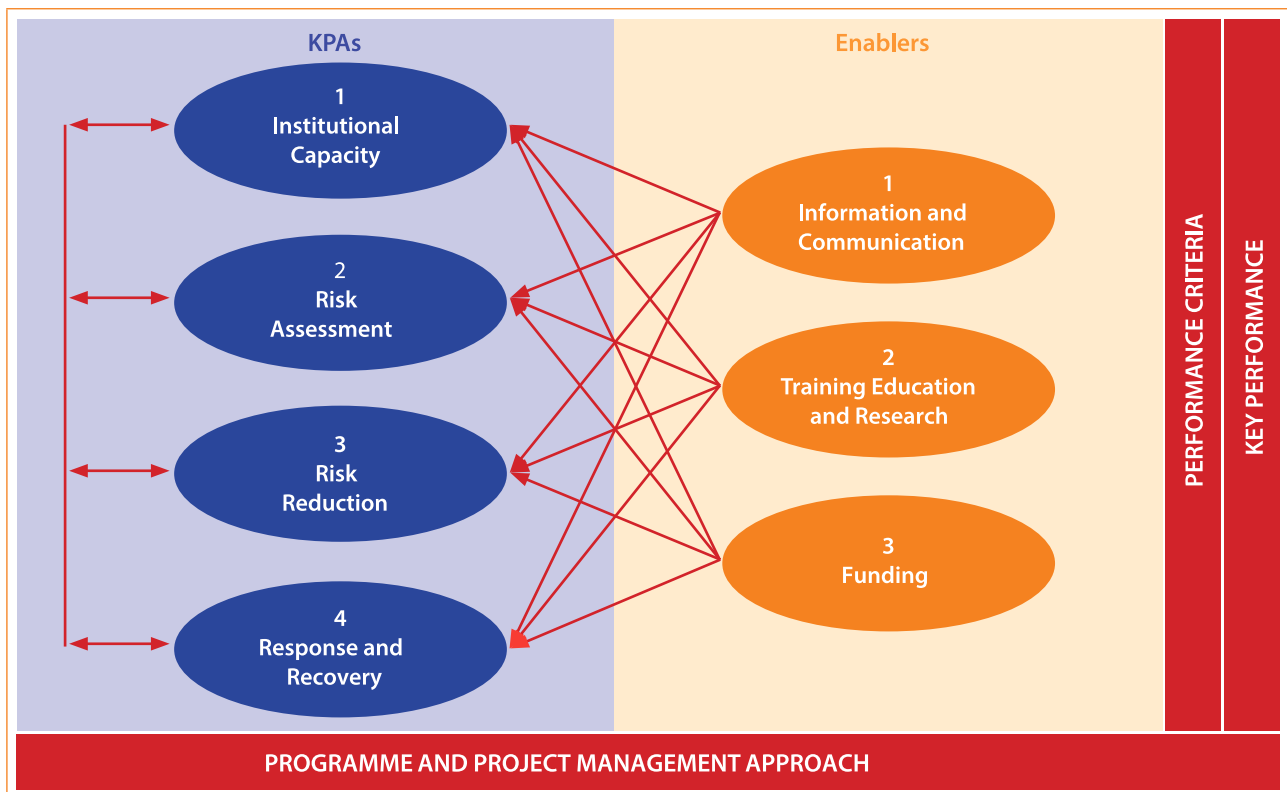 KPAs
Enablers
1
Institutional
Capacity
2
Risk
Assessment
3
Risk
Reduction
4
Response and
Recovery
1
Information and
Communication
2
Training Education
and Research
3
Funding
PERFORMANCE CRITERIA
KEY PERFORMANCE
PROGRAMME AND PROJECT MANAGEMENT APPROACH